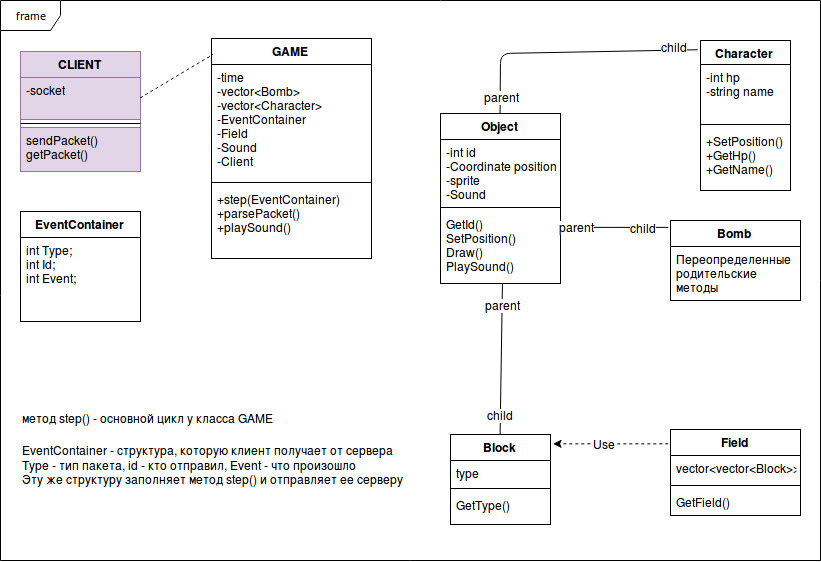 frame
CLIENT
-socket
sendPacket()
getPacket()
GAME
-time
-vector<Bomb>
-vector<Character>
-EventContainer
-Field
-Sound
-Client
+step(EventContainer)
+parsePacket()
+playSound()
EventContainer
int Type;
int Id;
int Event;
child
parent
Character
-int hp
-string name
+SetPosition()
+GetHp()
+GetName()
Object
-int id
-Coordinate position
-sprite
-Sound
GetId()
SetPosition()
Draw()
PlaySound()
parent
child
Bomb
Переопределенные
родительские
методы
parent
child
Block
type
GetType()
Use
Field
vector<vector<Block>>
GetField()
метод step() - основной цикл у класса GAME
EventContainer - структура, которую клиент получает от сервера
Type - тип пакета, id - кто отправил, Event - что произошло
Эту же структуру заполняет метод step() и отправляет ее серверу